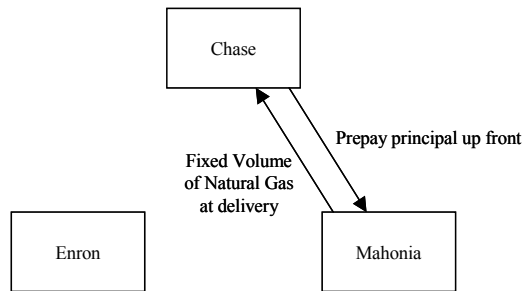 Chase
Prepay principal up front
Fixed Volume
of Natural Gas
at delivery
Enron
Mahonia